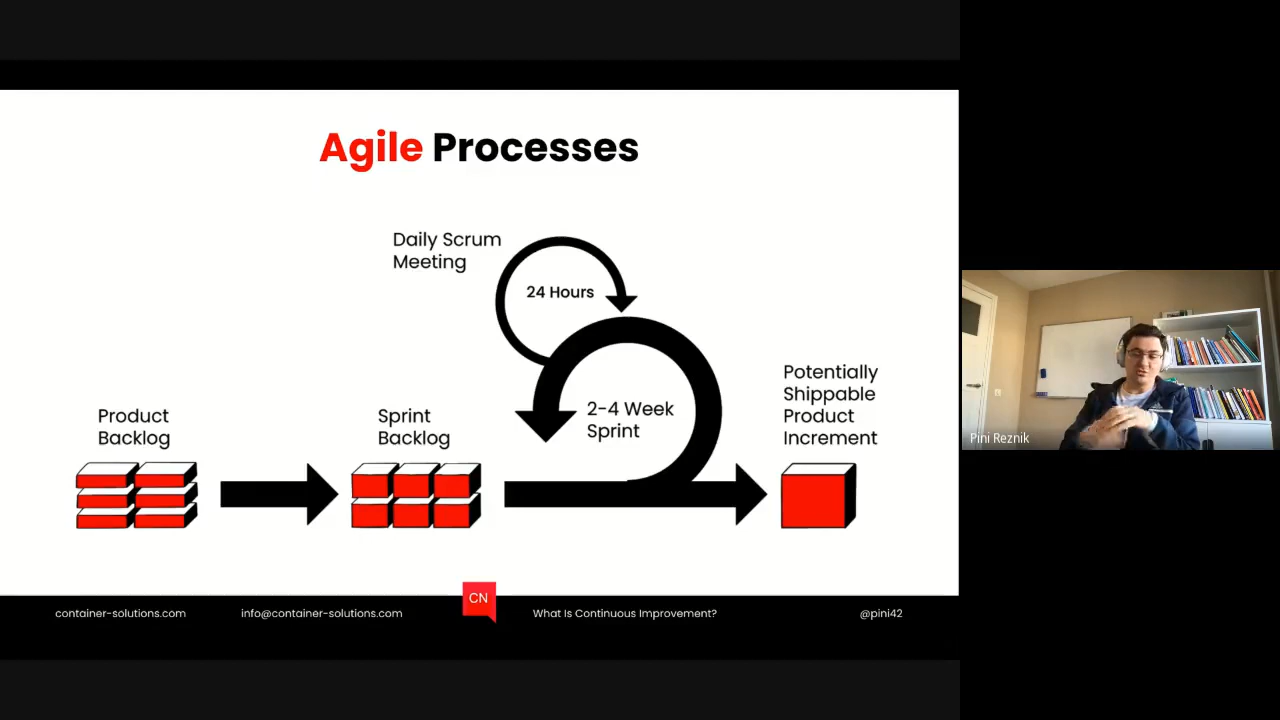 Agile Processes
Daily Scrum
Meeting
24 Hours
2-4 Week
Sprint
Potentially
Shippable
Product
Increment
Product
Backlog
Sprint
Backlog
Pini Reznik
container-solutions.com
info@container-solutions.com
CN
What Is Continuous Improvement?
@pini42